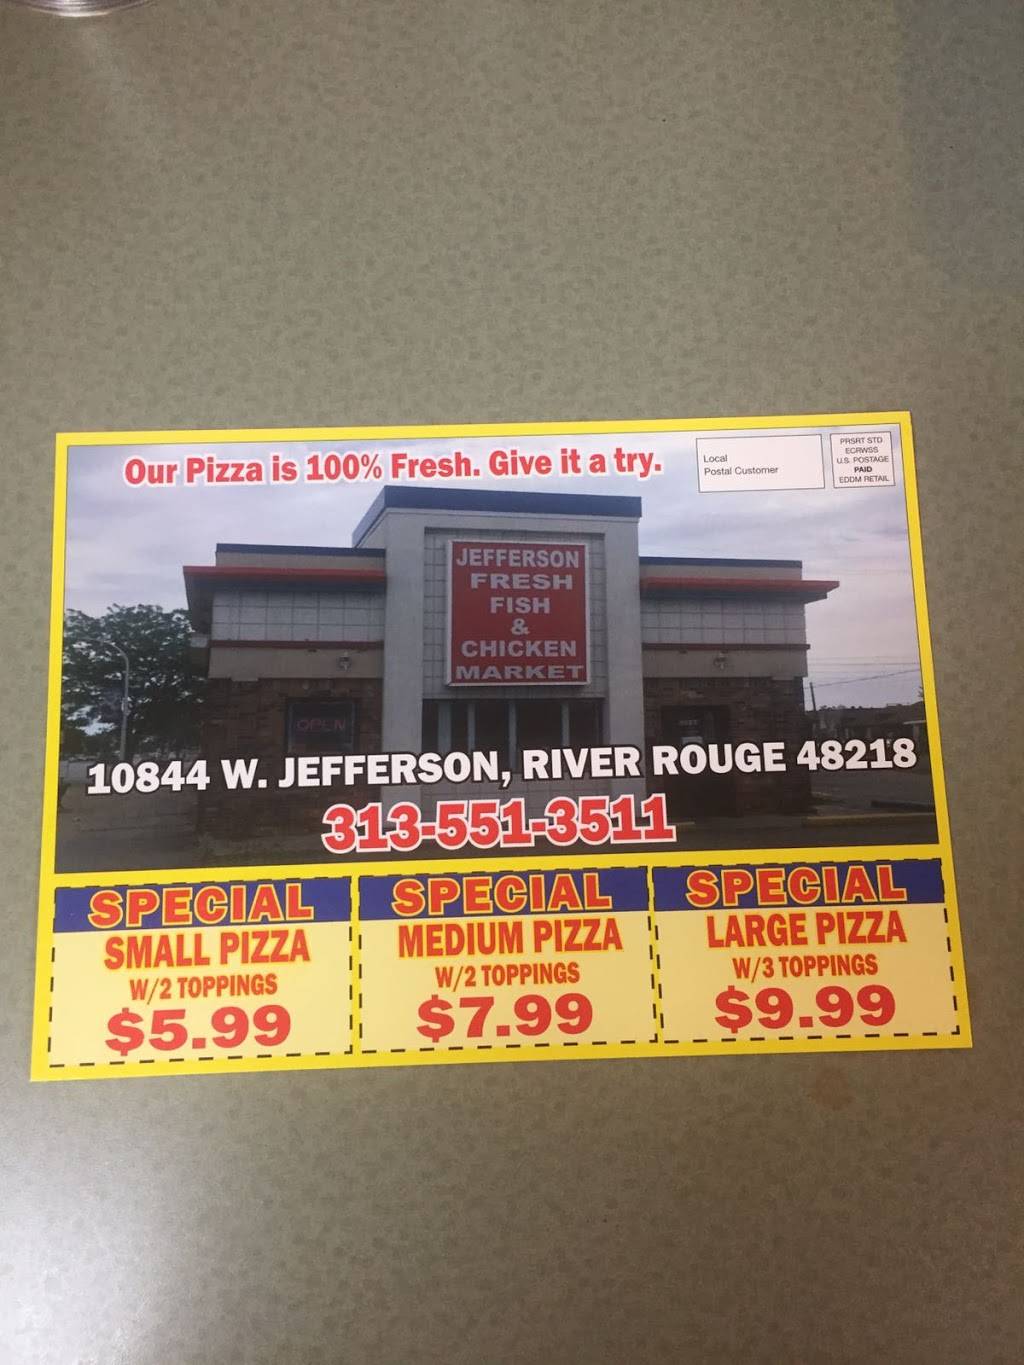 Our Pizza is 100% Fresh. Give it a try.
Local
Postal Customer
PRSRT STD
ECRWSS
U.S. POSTAGE
PAID
EDDM RETAIL
JEFFERSON
FRESH
FISH
&
CHICKEN
MARKET
OPEN
10844 W. JEFFERSON, RIVER ROUGE 48218
313-551-3511
SPECIAL
SMALL PIZZA
W/2 TOPPINGS
$5.99
SPECIAL
MEDIUM PIZZA
W/2 TOPPINGS
$7.99
SPECIAL
LARGE PIZZA
W/3 TOPPINGS
$9.99